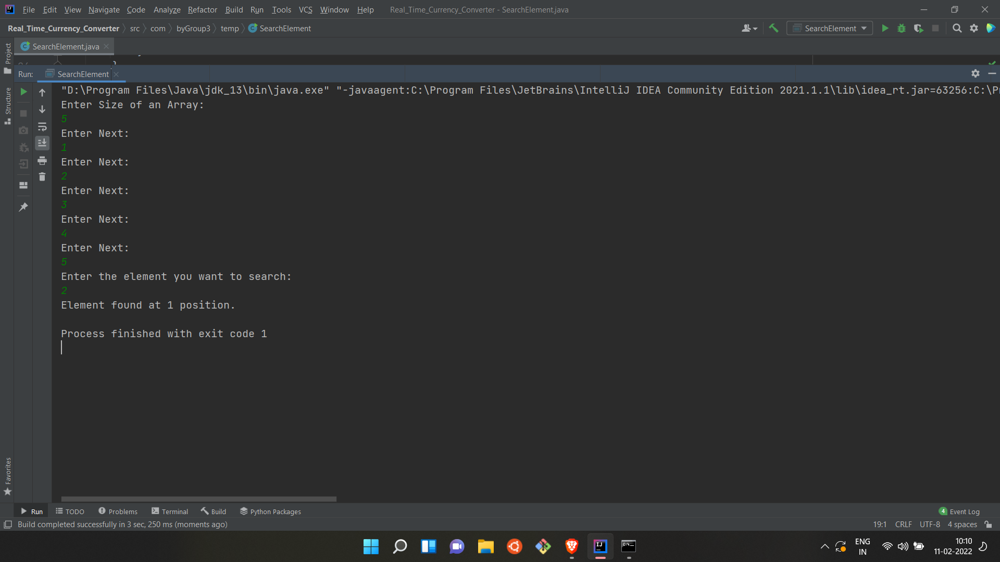 File Edit View Navigate Code Analyze Refactor Build Run Tools VCS Window Help Real_Time_Currency_Converter - SearchElement.java
Real_Time_Currency_Converter src com byGroup3 temp SearchElement SearchElement
Project
SearchElement.java
Run: SearchElement
Structure
"D:\Program Files\Java\jdk_13\bin\java.exe" "-javaagent:C:\Program Files\JetBrains\IntelliJ IDEA Community Edition 2021.1.1\lib\idea_rt.jar=63256:C:\P
Enter Size of an Array:
5
Enter Next:
1
Enter Next:
2
Enter Next:
3
Enter Next:
4
Enter Next:
5
Enter the element you want to search:
2
Element found at 1 position.
Process finished with exit code 1
Favorites
Run TODO Problems Terminal Build Python Packages 4 Event Log
Build completed successfully in 3 sec, 250 ms (moments ago) 19:1 CRLF UTF-8 4 spaces
ENG 10:10
IN 11-02-2022